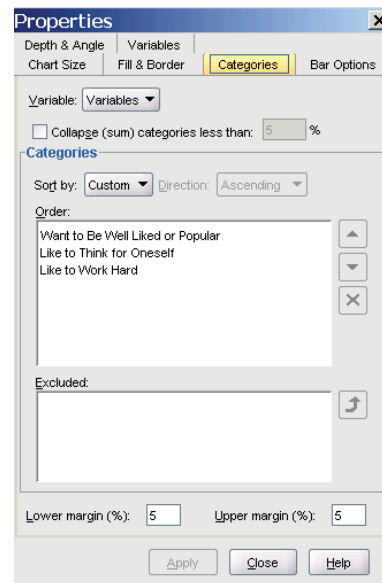 Properties
Depth & Angle Variables
Chart Size Fill & Border Categories Bar Options
Variable: Variables
Collapse (sum) categories less than: 5 %
Categories
Sort by: Custom Direction: Ascending
Order:
Want to Be Well Liked or Popular
Like to Think for Oneself
Like to Work Hard
Excluded:
Lower margin (%): 5 Upper margin (%): 5
Apply Close Help